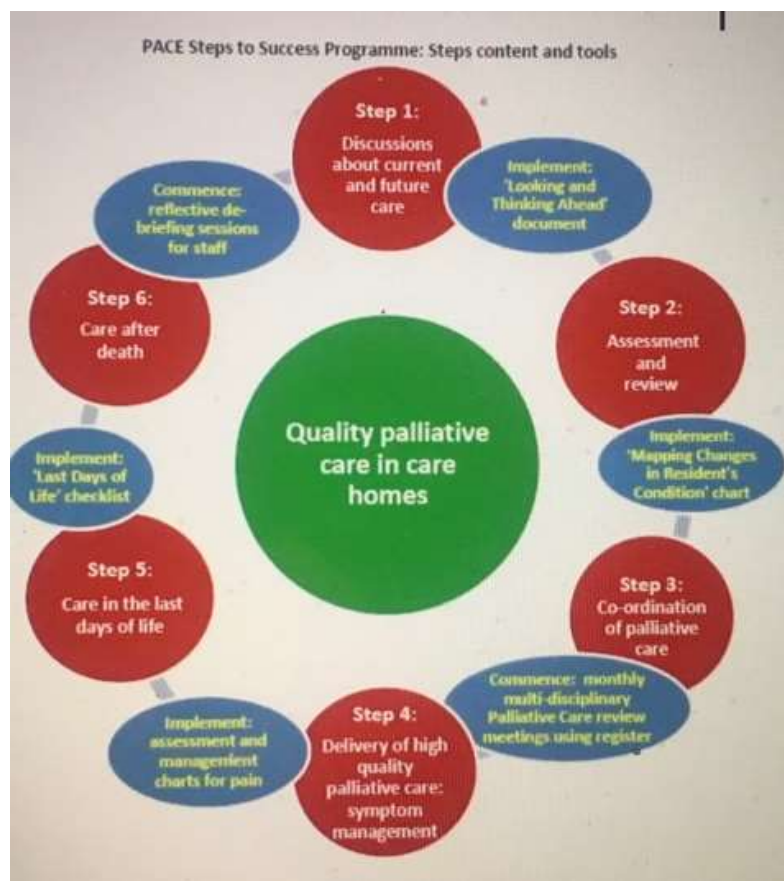 PACE Steps to Success Programme: Steps content and tools
Step 1:
Discussions
about current
and future
care
Implement:
'Looking and
Thinking Ahead'
document
Step 2:
Assessment
and
review
Implement:
'Mapping Changes
in Resident's
Condition' chart
Step 3:
Co-ordination
of palliative
care
Commence: monthly
multi-disciplinary
Palliative Care review
meetings using register
Step 4:
Delivery of high
quality
palliative care:
symptom
management
Implement:
assessment and
management
charts for pain
Step 5:
Care in the last
days of life
Implement:
'Last Days of
Life' checklist
Step 6:
Care after
death
Commence:
reflective de-
briefing sessions
for staff
Quality palliative
care in care
homes